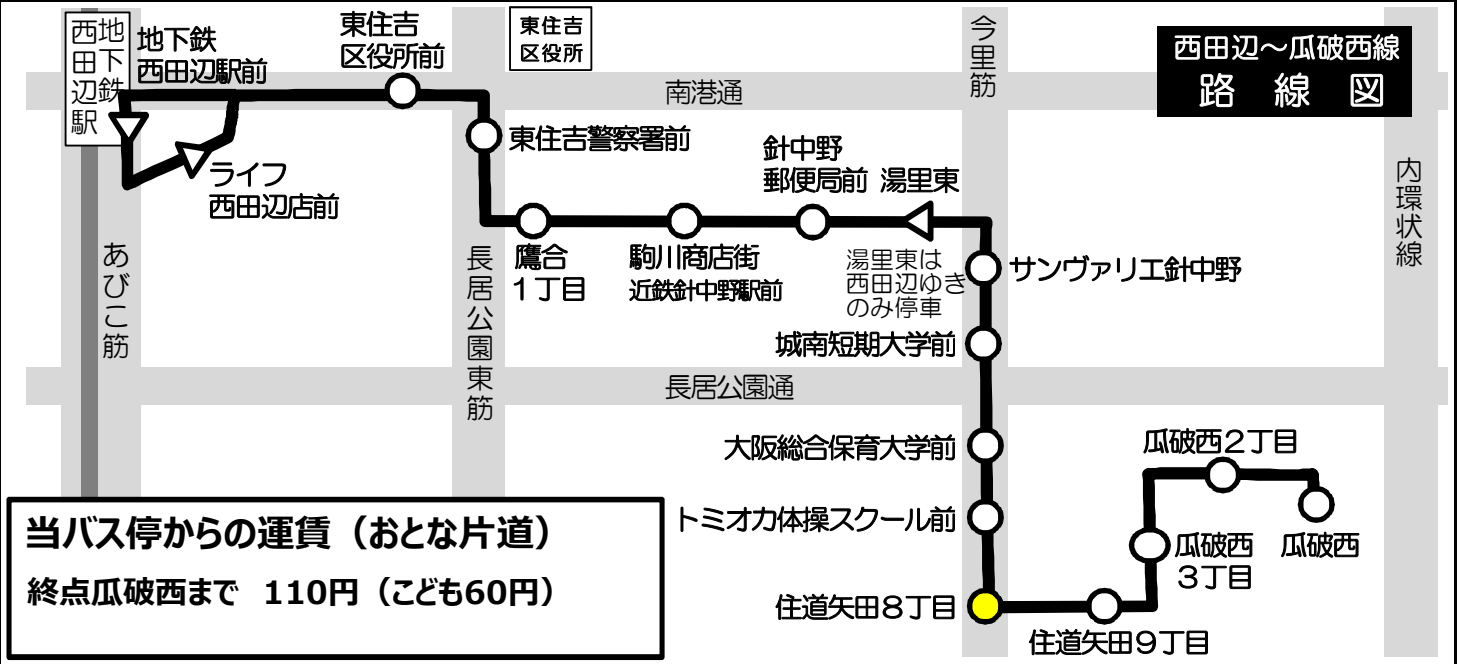 西田辺～瓜破西線
路線図
地下鉄
西田辺駅
地下鉄
西田辺駅前
東住吉
区役所前
東住吉
区役所
今里筋
南港通
東住吉警察署前
ライフ
西田辺店前
針中野
郵便局前
湯里東
内環状線
あびこ筋
長居公園東筋
鷹合
1丁目
駒川商店街
近鉄針中野駅前
湯里東は
西田辺ゆき
のみ停車
サンヴァリエ針中野
城南短期大学前
長居公園通
大阪総合保育大学前
瓜破西2丁目
トミオカ体操スクール前
瓜破西
3丁目
瓜破西
住道矢田8丁目
住道矢田9丁目
当バス停からの運賃（おとな片道）
終点瓜破西まで 110円（こども60円）